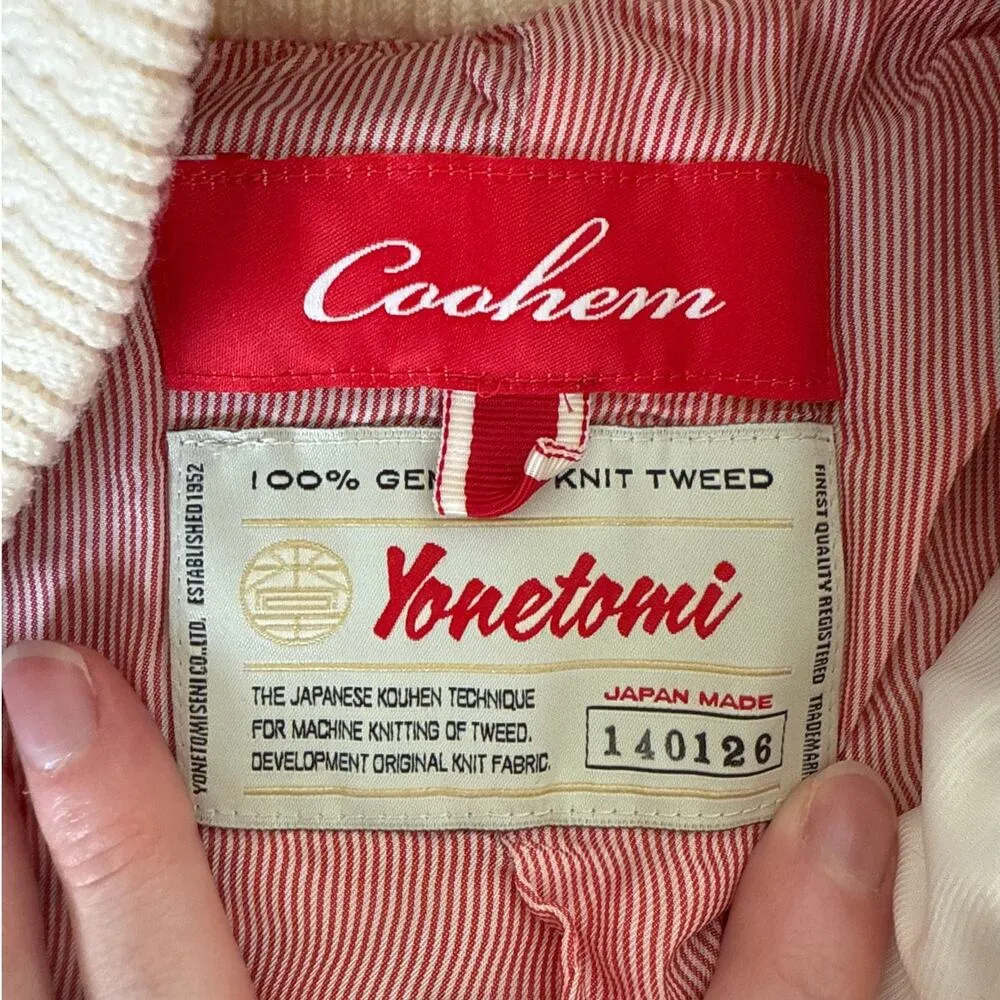 Coohem
100% GEN KNIT TWEED
YONETOMISENI CO.,LTD. ESTABLISHED1952
Yonetomi
FINEST QUALITY REGISTERED TRADEMARK
THE JAPANESE KOUHEN TECHNIQUE
FOR MACHINE KNITTING OF TWEED.
DEVELOPMENT ORIGINAL KNIT FABRIC.
JAPAN MADE
140126